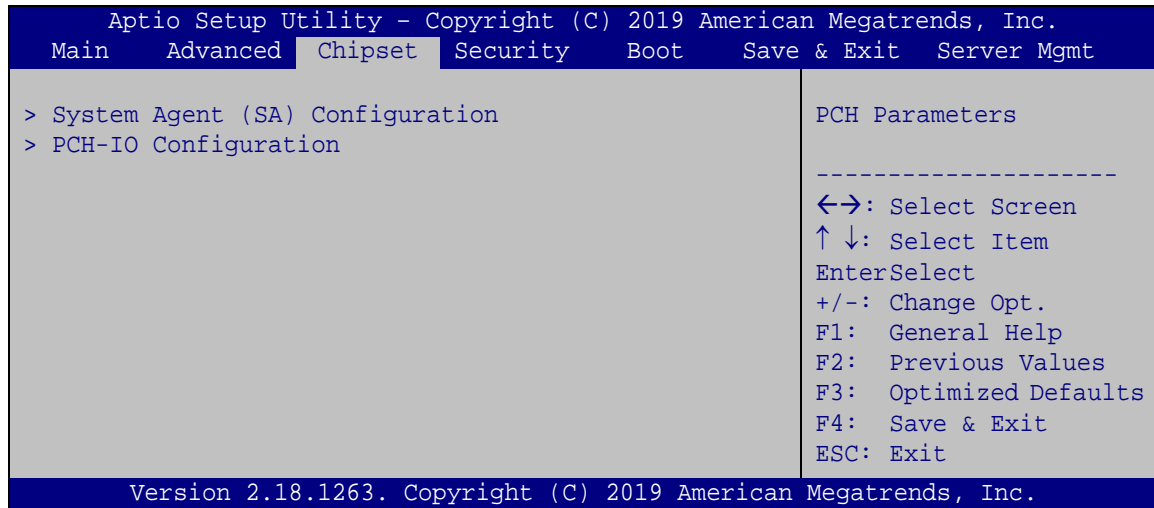 Aptio Setup Utility – Copyright (C) 2019 American Megatrends, Inc.
Main Advanced Chipset Security Boot Save & Exit Server Mgmt
> System Agent (SA) Configuration
> PCH-IO Configuration
PCH Parameters
----------------------
←→: Select Screen
↑ ↓: Select Item
EnterSelect
+/-: Change Opt.
F1: General Help
F2: Previous Values
F3: Optimized Defaults
F4: Save & Exit
ESC: Exit
Version 2.18.1263. Copyright (C) 2019 American Megatrends, Inc.